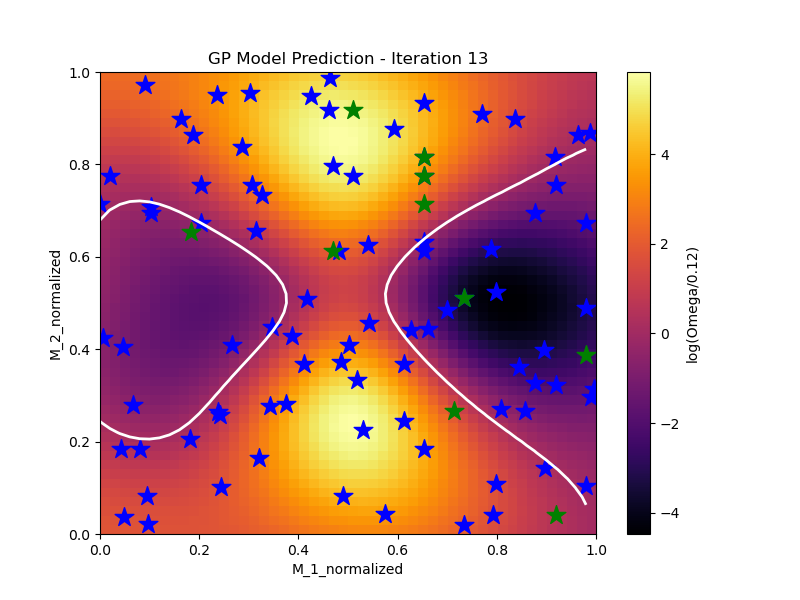 GP Model Prediction - Iteration 13
M_2_normalized
1.0
0.8
0.6
0.4
0.2
0.0
0.0 0.2 0.4 0.6 0.8 1.0
M_1_normalized
4
2
0
−2
−4
log(Omega/0.12)